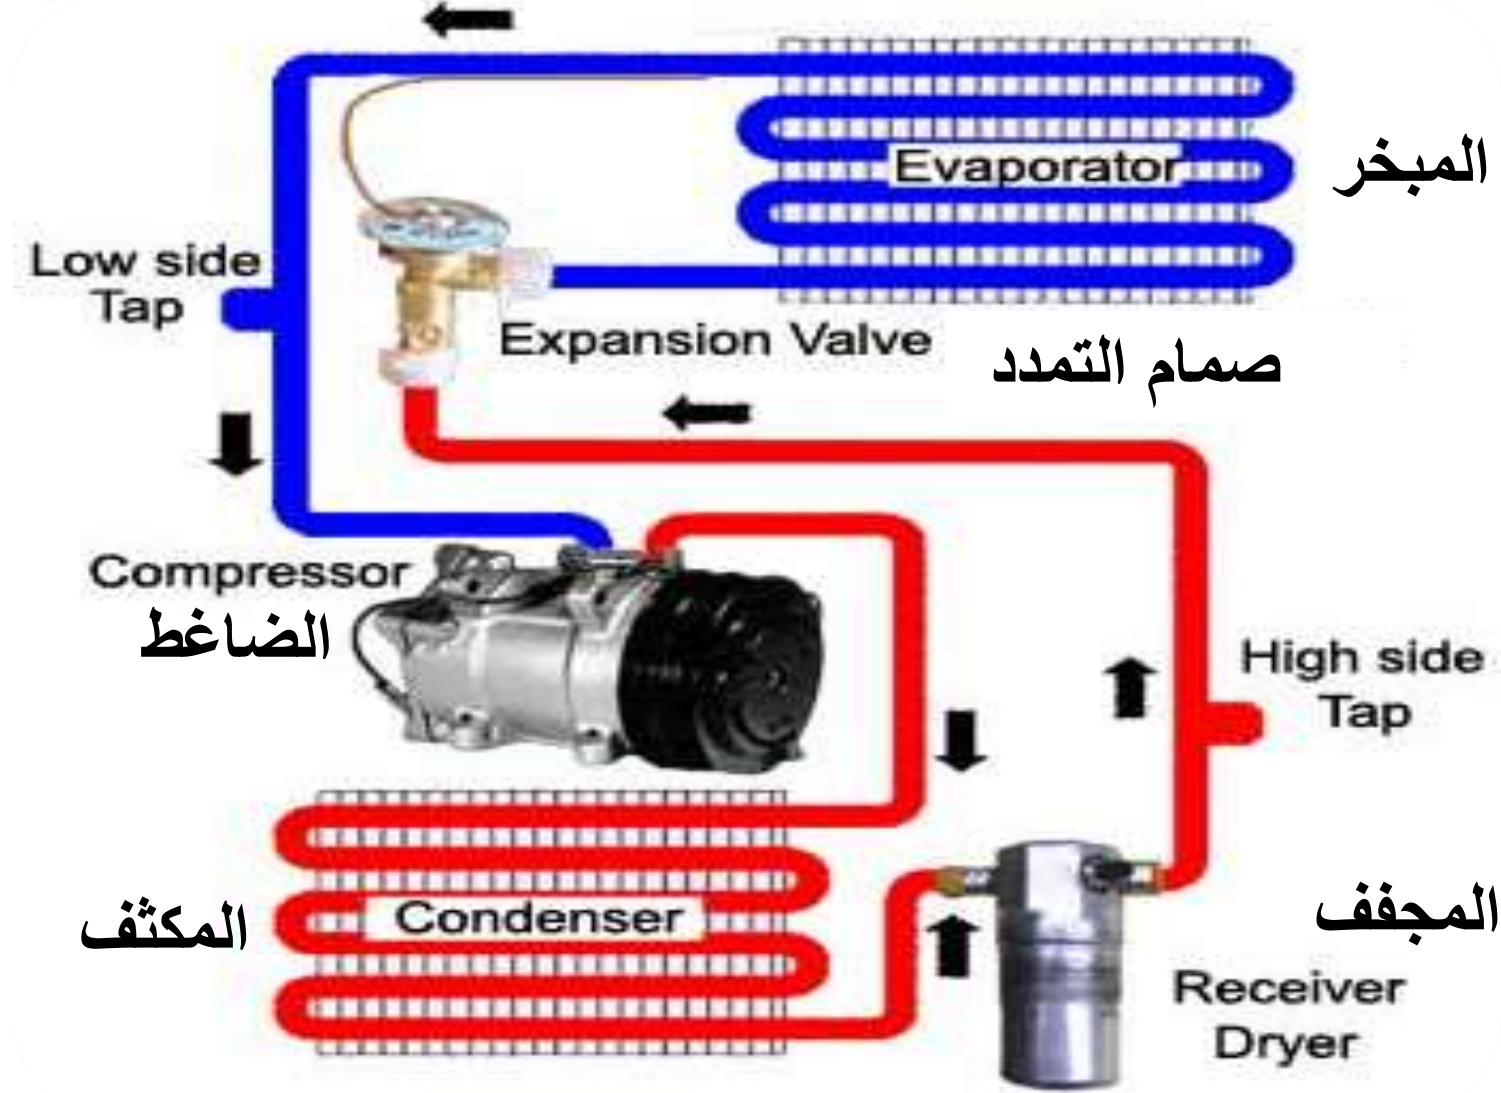 Evaporator
المبخر
Low side
Tap
Expansion Valve
صمام التمدد
Compressor
الضاغط
High side
Tap
Condenser
المكثف
المجفف
Receiver
Dryer